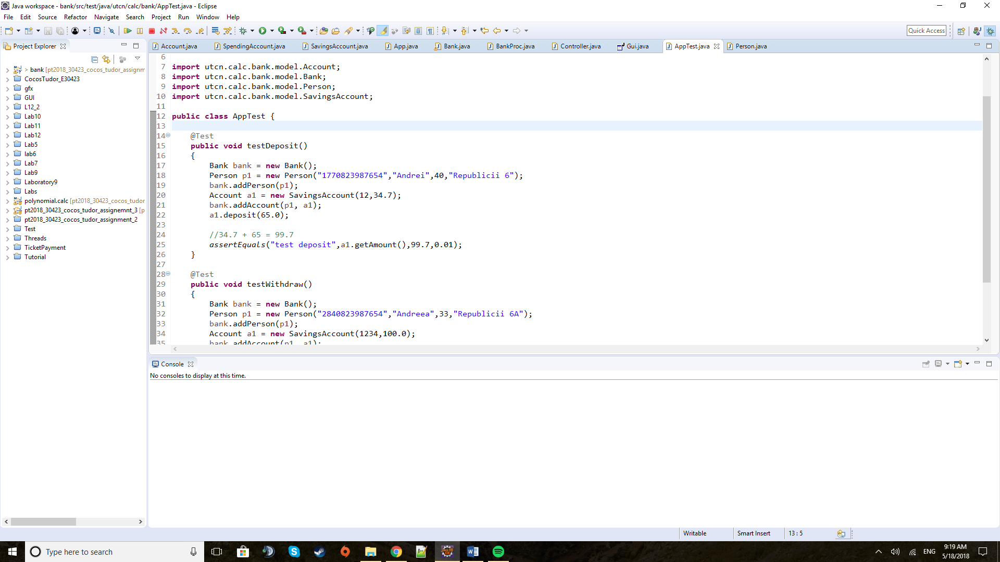 Java workspace - bank/src/test/java/utcn/calc/bank/AppTest.java - Eclipse
File Edit Source Refactor Navigate Search Project Run Window Help
Quick Access
Project Explorer
> bank [pt2018_30423_cocos_tudor_assignm
CocosTudor_E30423
gfx
GUI
L12_2
Lab10
Lab11
Lab12
Lab5
lab6
Lab7
Lab9
Laboratory9
Labs
polynomial.calc [pt2018_30423_cocos_tudor
pt2018_30423_cocos_tudor_assignemnt_3 [p
pt2018_30423_cocos_tudor_assignment_2
Test
Threads
TicketPayment
Tutorial
Account.java SpendingAccount.java SavingsAccount.java App.java Bank.java BankProc.java Controller.java Gui.java AppTest.java Person.java
6
7 import utcn.calc.bank.model.Account;
8 import utcn.calc.bank.model.Bank;
9 import utcn.calc.bank.model.Person;
10 import utcn.calc.bank.model.SavingsAccount;
11
12 public class AppTest {
13
14 @Test
15 public void testDeposit()
16 {
17 Bank bank = new Bank();
18 Person p1 = new Person("1770823987654","Andrei",40,"Republicii 6");
19 bank.addPerson(p1);
20 Account a1 = new SavingsAccount(12,34.7);
21 bank.addAccount(p1, a1);
22 a1.deposit(65.0);
23
24 //34.7 + 65 = 99.7
25 assertEquals("test deposit",a1.getAmount(),99.7,0.01);
26 }
27
28 @Test
29 public void testWithdraw()
30 {
31 Bank bank = new Bank();
32 Person p1 = new Person("2840823987654","Andreea",33,"Republicii 6A");
33 bank.addPerson(p1);
34 Account a1 = new SavingsAccount(1234,100.0);
35 bank.addAccount(p1, a1);
Console
No consoles to display at this time.
Writable Smart Insert 13 : 5
Type here to search
ENG
9:19 AM
5/18/2018